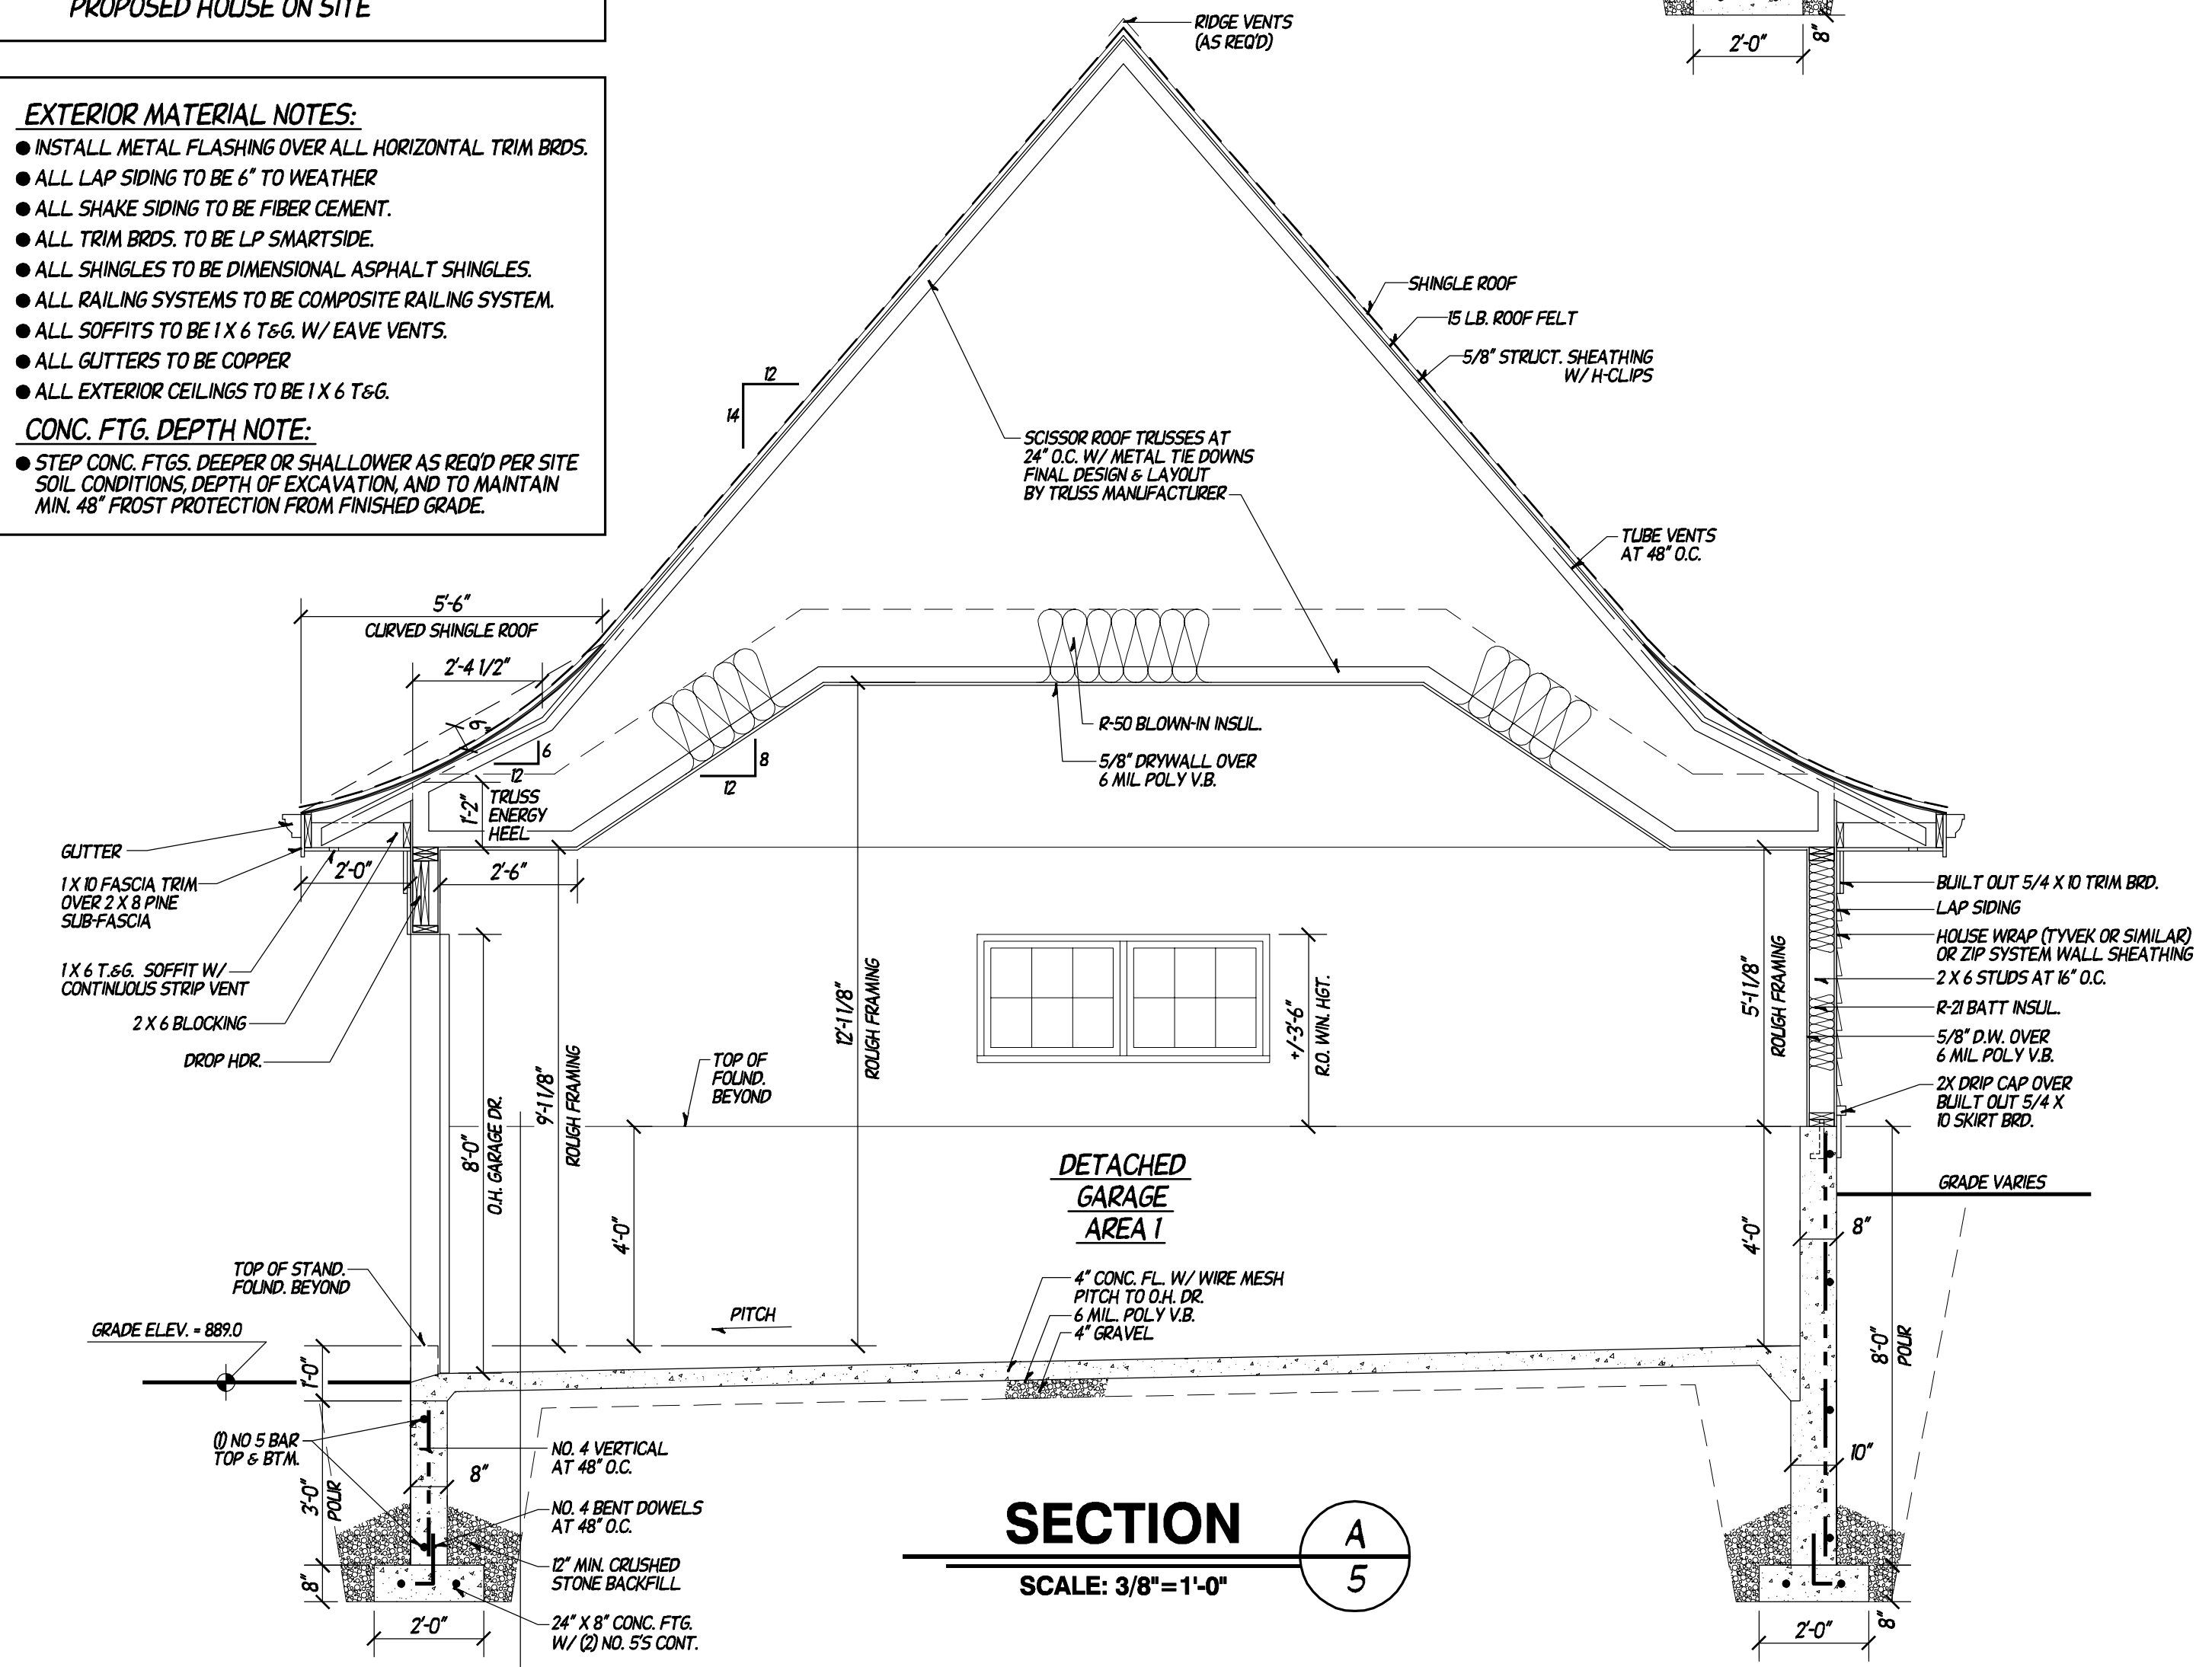 PROPOSED HOUSE ON SITE
EXTERIOR MATERIAL NOTES:
● INSTALL METAL FLASHING OVER ALL HORIZONTAL TRIM BRDS.
● ALL LAP SIDING TO BE 6" TO WEATHER
● ALL SHAKE SIDING TO BE FIBER CEMENT.
● ALL TRIM BRDS. TO BE LP SMARTSIDE.
● ALL SHINGLES TO BE DIMENSIONAL ASPHALT SHINGLES.
● ALL RAILING SYSTEMS TO BE COMPOSITE RAILING SYSTEM.
● ALL SOFFITS TO BE 1 X 6 T&G. W/ EAVE VENTS.
● ALL GUTTERS TO BE COPPER
● ALL EXTERIOR CEILINGS TO BE 1 X 6 T&G.
CONC. FTG. DEPTH NOTE:
● STEP CONC. FTGS. DEEPER OR SHALLOWER AS REQ'D PER SITE
SOIL CONDITIONS, DEPTH OF EXCAVATION, AND TO MAINTAIN
MIN. 48" FROST PROTECTION FROM FINISHED GRADE.
RIDGE VENTS
(AS REQ'D)
2'-0"
8"
SHINGLE ROOF
15 LB. ROOF FELT
5/8" STRUCT. SHEATHING
W/ H-CLIPS
12
14
SCISSOR ROOF TRUSSES AT
24" O.C. W/ METAL TIE DOWNS
FINAL DESIGN & LAYOUT
BY TRUSS MANUFACTURER
TUBE VENTS
AT 48" O.C.
5'-6"
CURVED SHINGLE ROOF
2'-4 1/2"
9"
6
12
8
12
R-50 BLOWN-IN INSUL.
5/8" DRYWALL OVER
6 MIL POLY V.B.
1'-2"
TRUSS
ENERGY
HEEL
GUTTER
1 X 10 FASCIA TRIM
OVER 2 X 8 PINE
SUB-FASCIA
1 X 6 T.&G. SOFFIT W/
CONTINUOUS STRIP VENT
2 X 6 BLOCKING
DROP HDR.
2'-0"
2'-6"
8'-0"
O.H. GARAGE DR.
9'-1 1/8"
ROUGH FRAMING
12'-1 1/8"
ROUGH FRAMING
TOP OF
FOUND.
BEYOND
4'-0"
+/-3'-6"
R.O. WIN. HGT.
5'-1 1/8"
ROUGH FRAMING
4'-0"
BUILT OUT 5/4 X 10 TRIM BRD.
LAP SIDING
HOUSE WRAP (TYVEK OR SIMILAR)
OR ZIP SYSTEM WALL SHEATHING
2 X 6 STUDS AT 16" O.C.
R-21 BATT INSUL.
5/8" D.W. OVER
6 MIL POLY V.B.
2X DRIP CAP OVER
BUILT OUT 5/4 X
10 SKIRT BRD.
GRADE VARIES
8"
8'-0"
POUR
10"
DETACHED
GARAGE
AREA 1
4" CONC. FL. W/ WIRE MESH
PITCH TO O.H. DR.
6 MIL. POLY V.B.
4" GRAVEL
PITCH
TOP OF STAND.
FOUND. BEYOND
GRADE ELEV. = 889.0
1'-0"
(1) NO 5 BAR
TOP & BTM.
3'-0"
POUR
8"
8"
NO. 4 VERTICAL
AT 48" O.C.
NO. 4 BENT DOWELS
AT 48" O.C.
12" MIN. CRUSHED
STONE BACKFILL
24" X 8" CONC. FTG.
W/ (2) NO. 5'S CONT.
2'-0"
SECTION
SCALE: 3/8"=1'-0"
A
5
2'-0"
8"